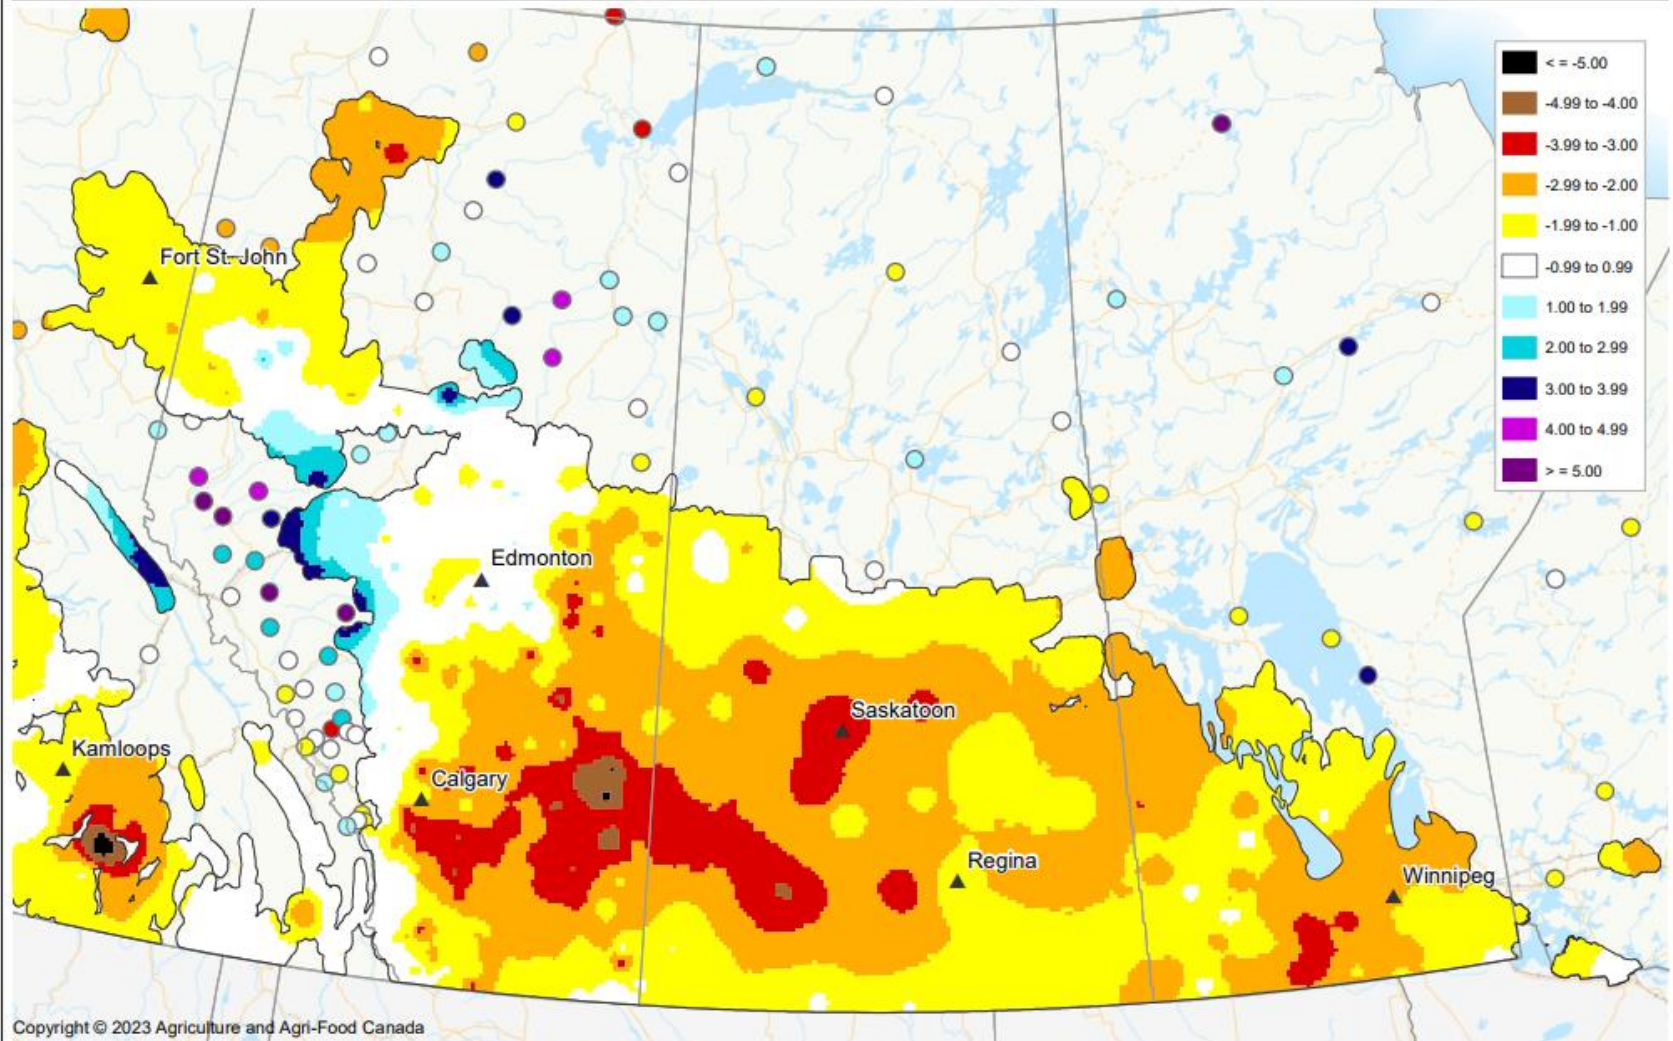 < = -5.00
-4.99 to -4.00
-3.99 to -3.00
-2.99 to -2.00
-1.99 to -1.00
-0.99 to 0.99
1.00 to 1.99
2.00 to 2.99
3.00 to 3.99
4.00 to 4.99
> = 5.00
Fort St. John
Edmonton
Saskatoon
Kamloops
Calgary
Regina
Winnipeg
Copyright © 2023 Agriculture and Agri-Food Canada